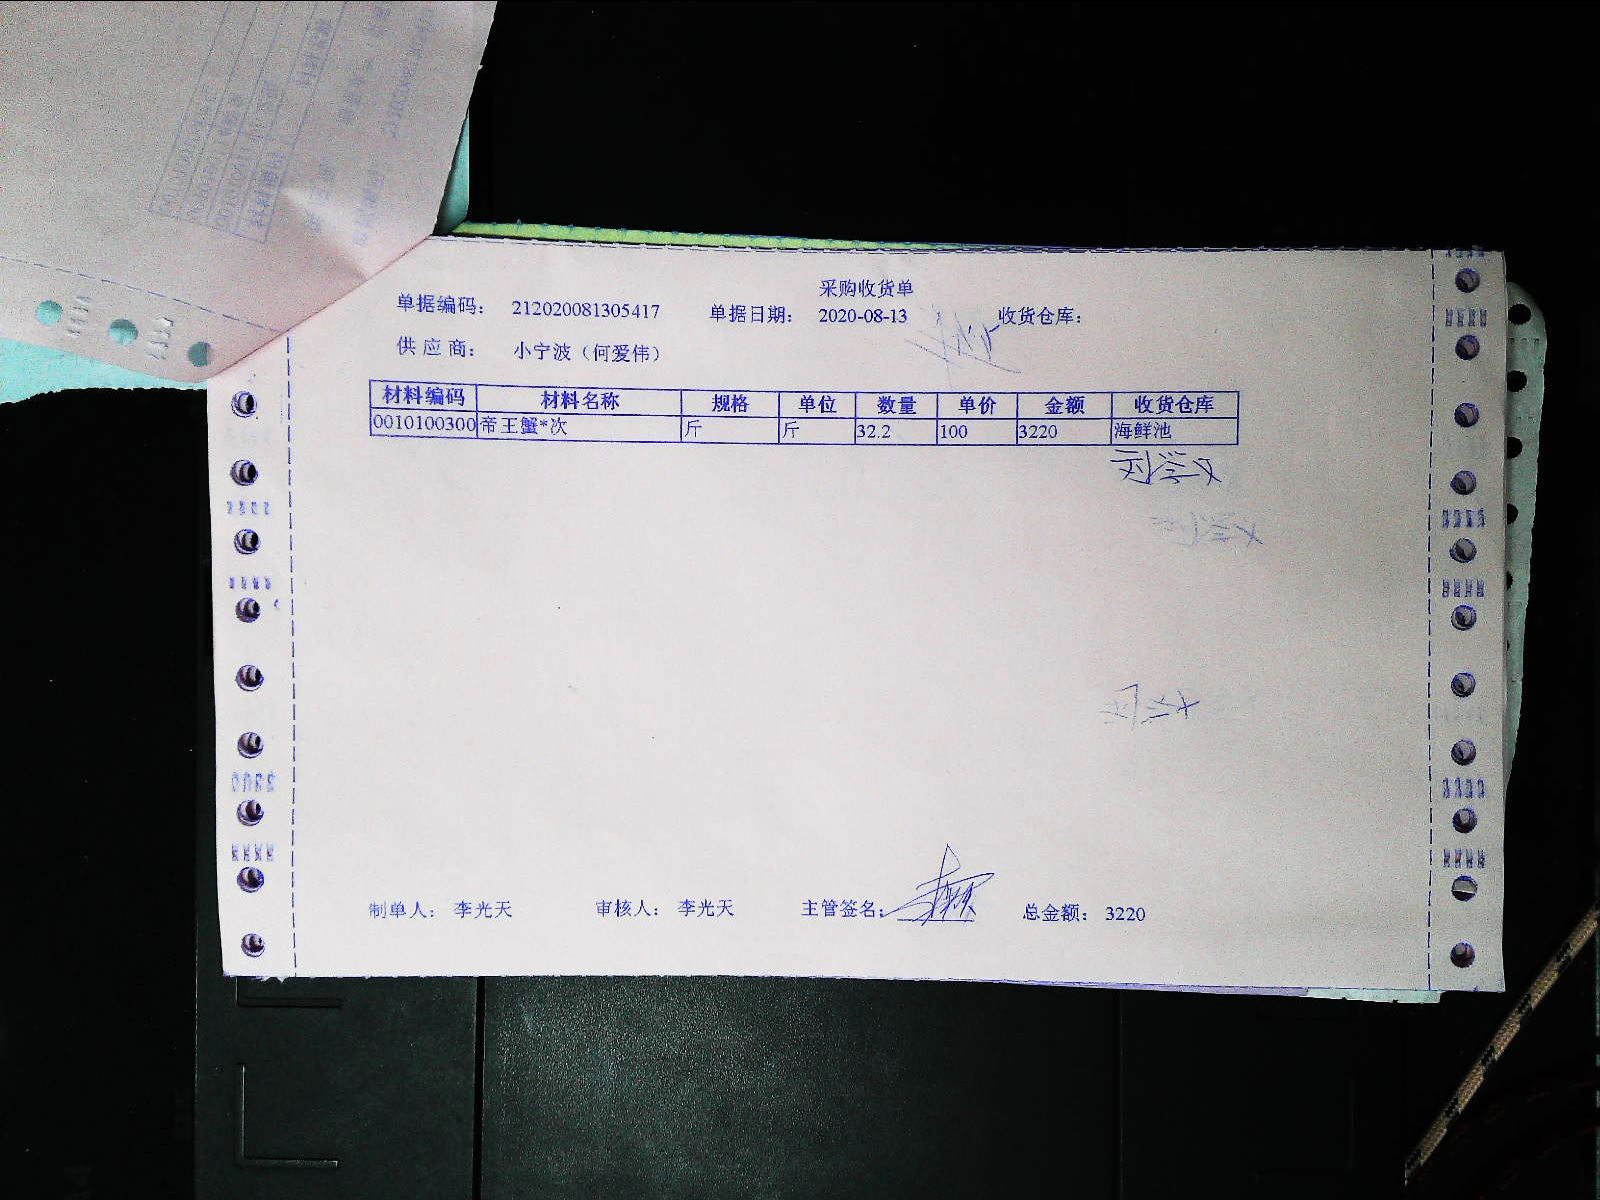 采购收货单
单据编码： 212020081305417 单据日期： 2020-08-13 收货仓库：
供 应 商： 小宁波（何爱伟）
材料编码 材料名称 规格 单位 数量 单价 金额 收货仓库
0010100300 帝王蟹*次 斤 斤 32.2 100 3220 海鲜池
制单人： 李光天 审核人： 李光天 主管签名： 总金额： 3220